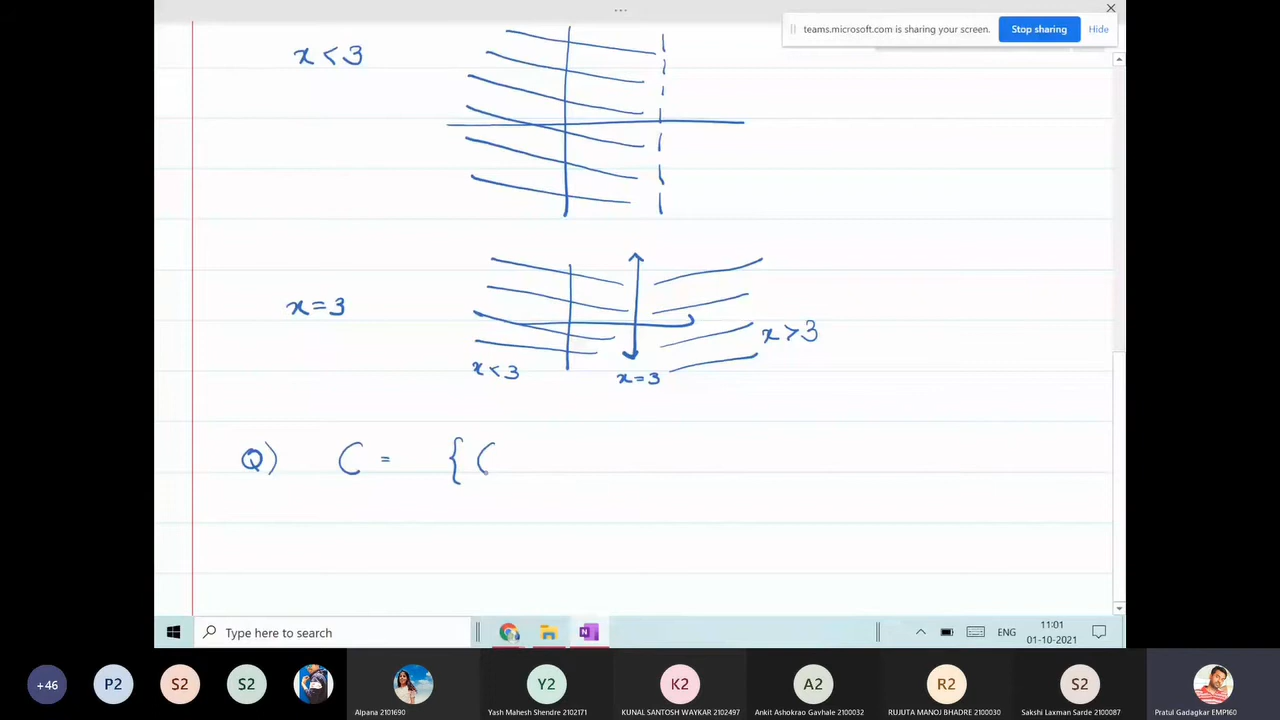 teams.microsoft.com is sharing your screen.
Stop sharing
Hide
x < 3
x = 3
x > 3
x < 3
x = 3
Q) C = { (
Type here to search
ENG
11:01
01-10-2021
+46
P2
S2
S2
Y2
K2
A2
R2
S2
Alpana 2101690
Yash Mahesh Shendre 2102171
KUNAL SANTOSH WAYKAR 2102497
Ankit Ashokrao Gavhale 2100032
RUJUTA MANOJ BHADRE 2100030
Sakshi Laxman Sarde 2100087
Pratul Gadagkar EMP160